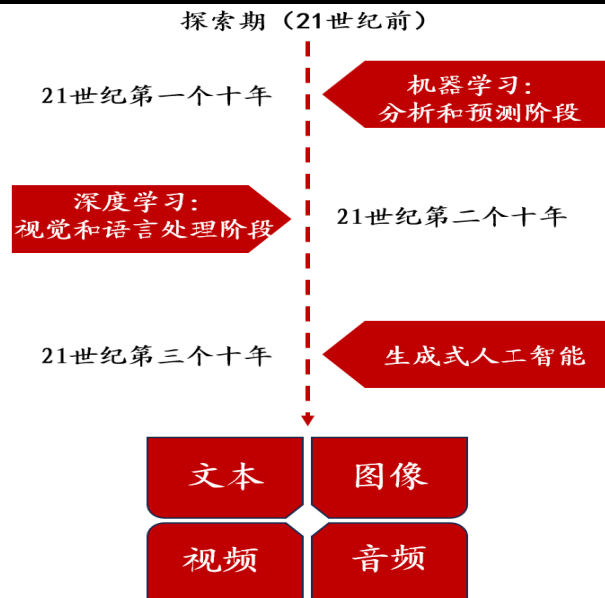 探索期（21世纪前）
21世纪第一个十年
机器学习:
分析和预测阶段
深度学习:
视觉和语言处理阶段
21世纪第二个十年
21世纪第三个十年
生成式人工智能
文本
图像
视频
音频